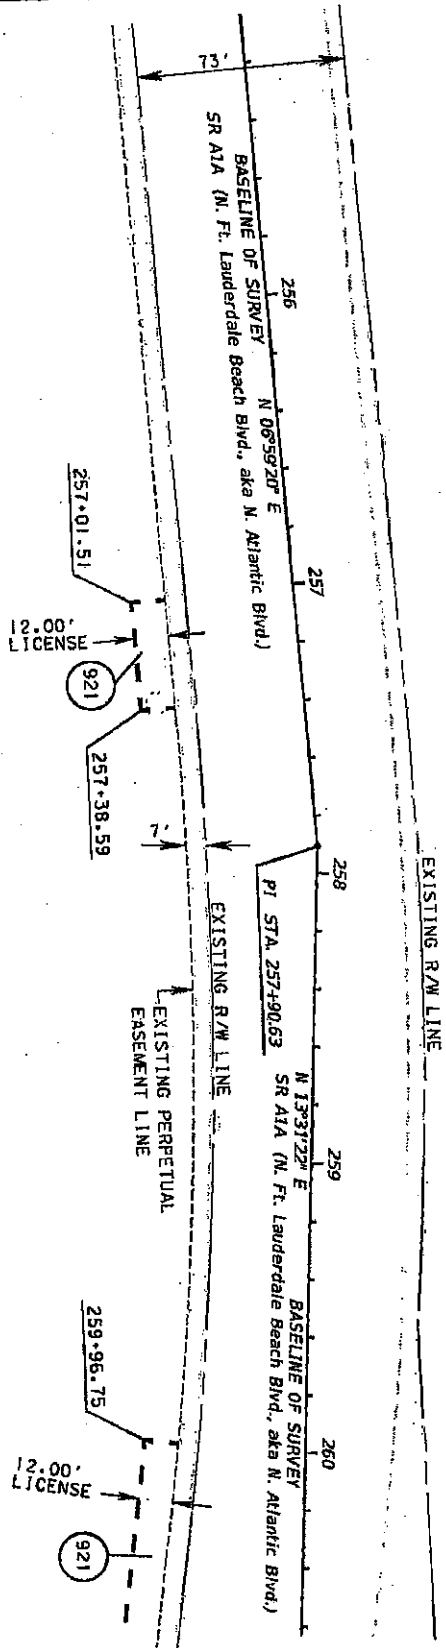 73'
BASELINE OF SURVEY
N 06°59'20" E
SR A1A (N. Ft. Lauderdale Beach Blvd., aka N. Atlantic Blvd.)
256
257
257+01.51
12.00'
LICENSE
921
257+38.59
7'
258
PI STA. 257+90.63
EXISTING R/W LINE
EXISTING R/W LINE
EXISTING PERPETUAL
EASEMENT LINE
N 13°31'22" E
BASELINE OF SURVEY
SR A1A (N. Ft. Lauderdale Beach Blvd., aka N. Atlantic Blvd.)
259
260
259+96.75
12.00'
LICENSE
921